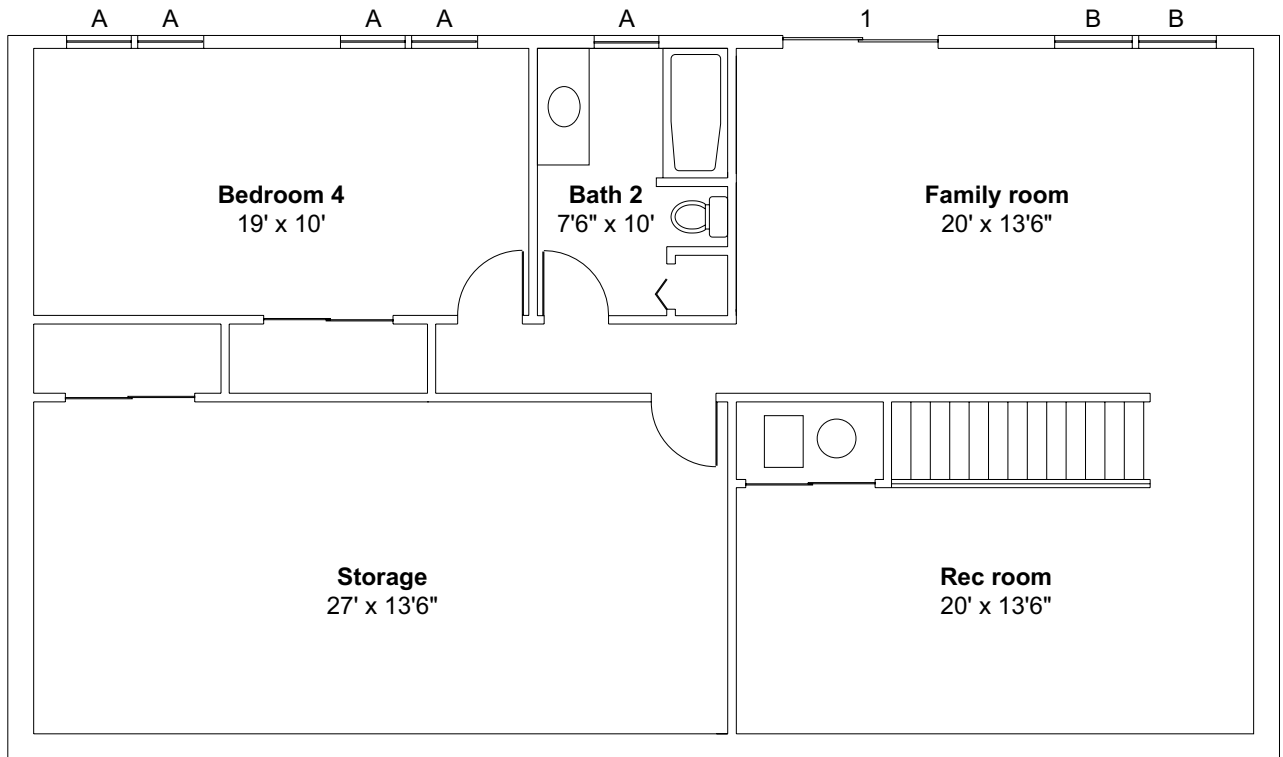 A A A A A 1 B B
Bedroom 4
19' x 10'
Bath 2
7'6" x 10'
Family room
20' x 13'6"
Storage
27' x 13'6"
Rec room
20' x 13'6"